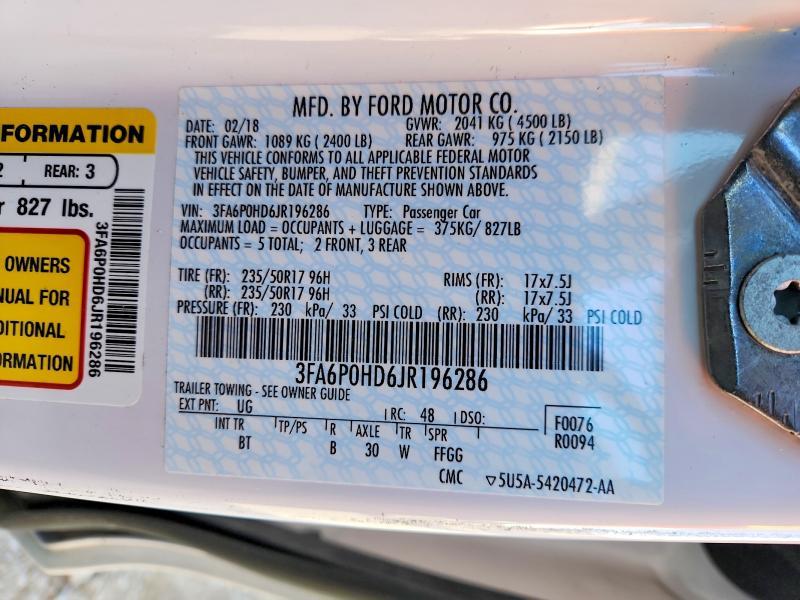 FORMATION
2 REAR: 3
827 lbs.
OWNERS
NUAL FOR
DITIONAL
ORMATION
3FA6P0HD6JR196286
MFD. BY FORD MOTOR CO.
DATE: 02/18 GVWR: 2041 KG (4500 LB)
FRONT GAWR: 1089 KG (2400 LB) REAR GAWR: 975 KG (2150 LB)
THIS VEHICLE CONFORMS TO ALL APPLICABLE FEDERAL MOTOR
VEHICLE SAFETY, BUMPER, AND THEFT PREVENTION STANDARDS
IN EFFECT ON THE DATE OF MANUFACTURE SHOWN ABOVE.
VIN: 3FA6P0HD6JR196286 TYPE: Passenger Car
MAXIMUM LOAD = OCCUPANTS + LUGGAGE = 375KG/ 827LB
OCCUPANTS = 5 TOTAL; 2 FRONT, 3 REAR
TIRE (FR): 235/50R17 96H RIMS (FR): 17x7.5J
(RR): 235/50R17 96H (RR): 17x7.5J
PRESSURE (FR): 230 kPa/ 33 PSI COLD (RR): 230 kPa/ 33 PSI COLD
3FA6P0HD6JR196286
TRAILER TOWING - SEE OWNER GUIDE
EXT PNT: UG RC: 48 DSO: F0076
INT TR TP/PS R AXLE TR SPR R0094
BT B 30 W FFGG
CMC ▽5U5A-5420472-AA